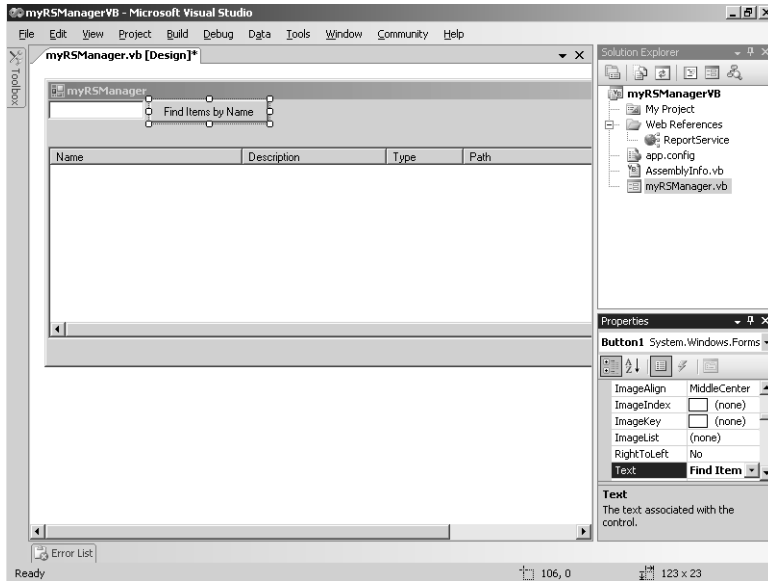 myRSManagerVB - Microsoft Visual Studio
File Edit View Project Build Debug Data Tools Window Community Help
Toolbox
myRSManager.vb [Design]*
myRSManager
Find Items by Name
Name Description Type Path
Error List
Solution Explorer
myRSManagerVB
My Project
Web References
ReportService
app.config
AssemblyInfo.vb
myRSManager.vb
Properties
Button1 System.Windows.Forms
ImageAlign MiddleCenter
ImageIndex (none)
ImageKey (none)
ImageList (none)
RightToLeft No
Text Find Item
Text
The text associated with the
control.
Ready 106, 0 123 x 23